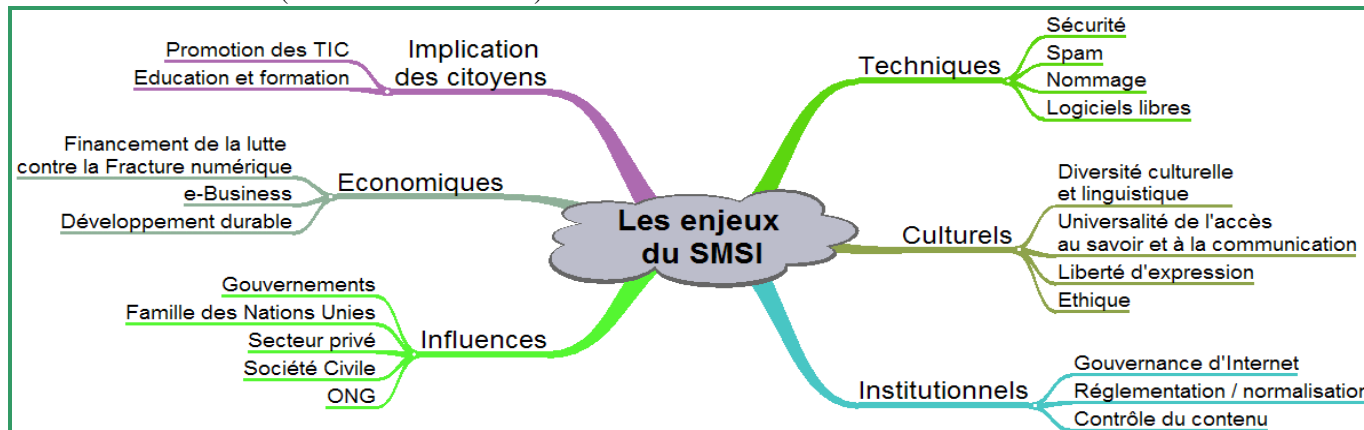 Les enjeux
du SMSI
Implication
des citoyens
Promotion des TIC
Education et formation
Economiques
Financement de la lutte
contre la Fracture numérique
e-Business
Développement durable
Influences
Gouvernements
Famille des Nations Unies
Secteur privé
Société Civile
ONG
Techniques
Sécurité
Spam
Nommage
Logiciels libres
Culturels
Diversité culturelle
et linguistique
Universalité de l'accès
au savoir et à la communication
Liberté d'expression
Ethique
Institutionnels
Gouvernance d'Internet
Réglementation / normalisation
Contrôle du contenu